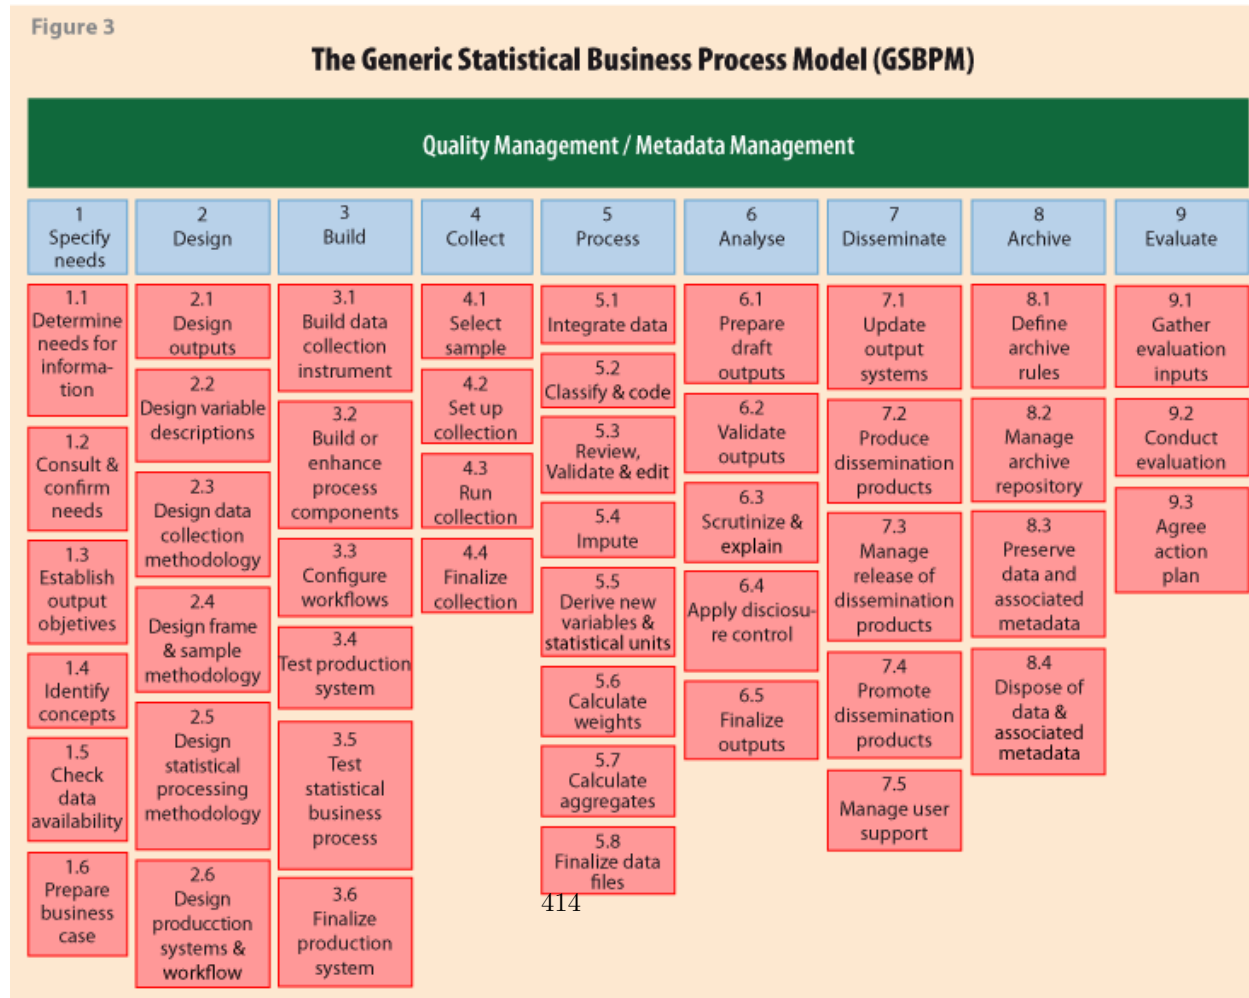 Figure 3
The Generic Statistical Business Process Model (GSBPM)
Quality Management / Metadata Management
1
Specify
needs
2
Design
3
Build
4
Collect
5
Process
6
Analyse
7
Disseminate
8
Archive
9
Evaluate
1.1
Determine
needs for
informa-
tion
1.2
Consult &
confirm
needs
1.3
Establish
output
objetives
1.4
Identify
concepts
1.5
Check
data
availability
1.6
Prepare
business
case
2.1
Design
outputs
2.2
Design variable
descriptions
2.3
Design data
collection
methodology
2.4
Design frame
& sample
methodology
2.5
Design
statistical
processing
methodology
2.6
Design
producction
systems &
workflow
3.1
Build data
collection
instrument
3.2
Build or
enhance
process
components
3.3
Configure
workflows
3.4
Test production
system
3.5
Test
statistical
business
process
3.6
Finalize
production
system
4.1
Select
sample
4.2
Set up
collection
4.3
Run
collection
4.4
Finalize
collection
5.1
Integrate data
5.2
Classify & code
5.3
Review,
Validate & edit
5.4
Impute
5.5
Derive new
variables &
statistical units
5.6
Calculate
weights
5.7
Calculate
aggregates
5.8
Finalize data
files
6.1
Prepare
draft
outputs
6.2
Validate
outputs
6.3
Scrutinize &
explain
6.4
Apply disciosu-
re control
6.5
Finalize
outputs
7.1
Update
output
systems
7.2
Produce
dissemination
products
7.3
Manage
release of
dissemination
products
7.4
Promote
dissemination
products
7.5
Manage user
support
8.1
Define
archive
rules
8.2
Manage
archive
repository
8.3
Preserve
data and
associated
metadata
8.4
Dispose of
data &
associated
metadata
9.1
Gather
evaluation
inputs
9.2
Conduct
evaluation
9.3
Agree
action
plan
414